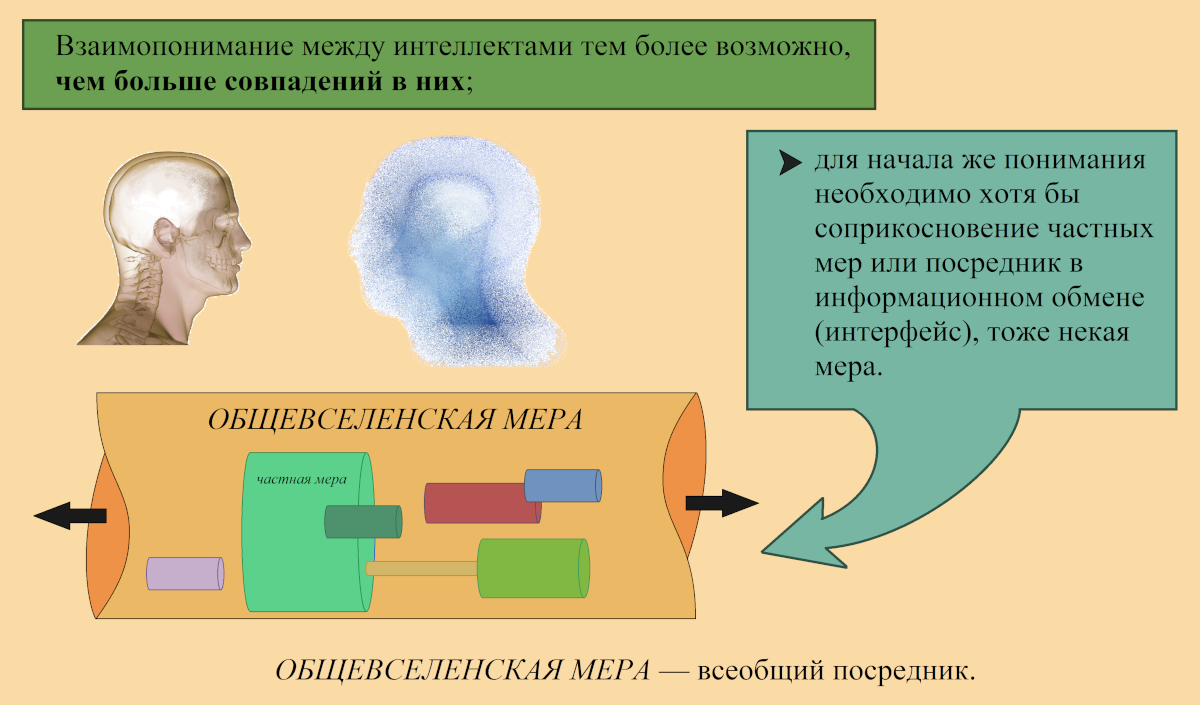 Взаимопонимание между интеллектами тем более возможно,
чем больше совпадений в них;
для начала же понимания
необходимо хотя бы
соприкосновение частных
мер или посредник в
информационном обмене
(интерфейс), тоже некая
мера.
ОБЩЕВСЕЛЕНСКАЯ МЕРА
частная мера
ОБЩЕВСЕЛЕНСКАЯ МЕРА — всеобщий посредник.